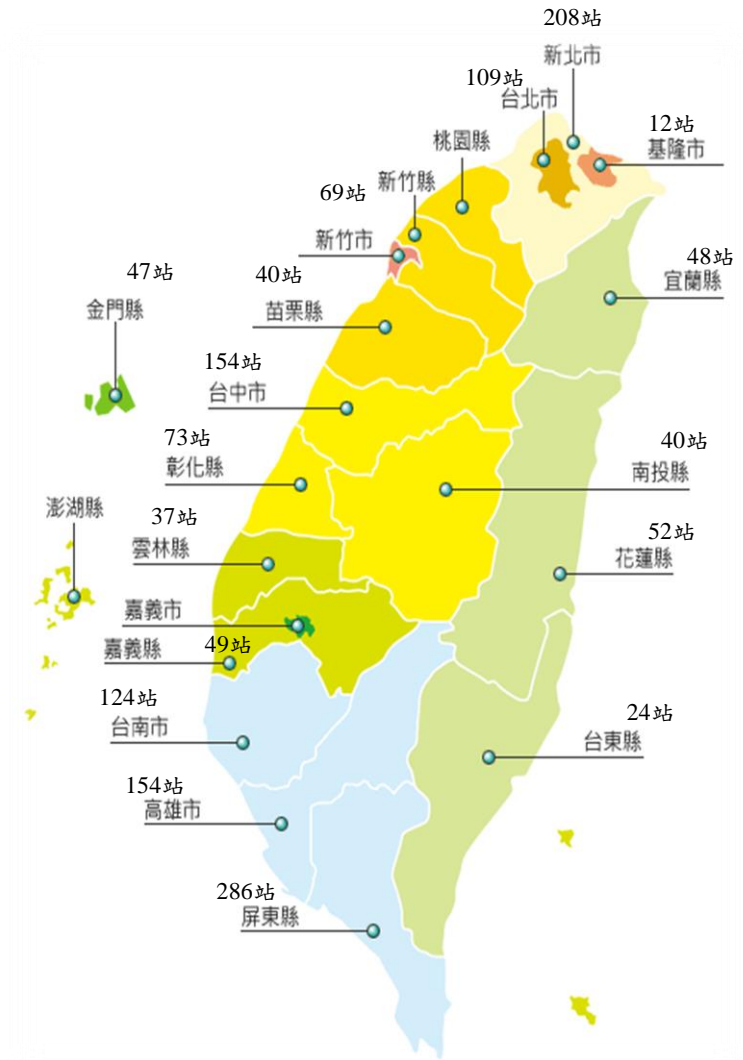 208站
新北市
109站
台北市
12站
基隆市
桃園縣
69站
新竹縣
新竹市
48站
宜蘭縣
47站
金門縣
40站
苗栗縣
154站
台中市
73站
彰化縣
40站
南投縣
澎湖縣
37站
雲林縣
52站
花蓮縣
嘉義市
嘉義縣
49站
124站
台南市
24站
台東縣
154站
高雄市
286站
屏東縣